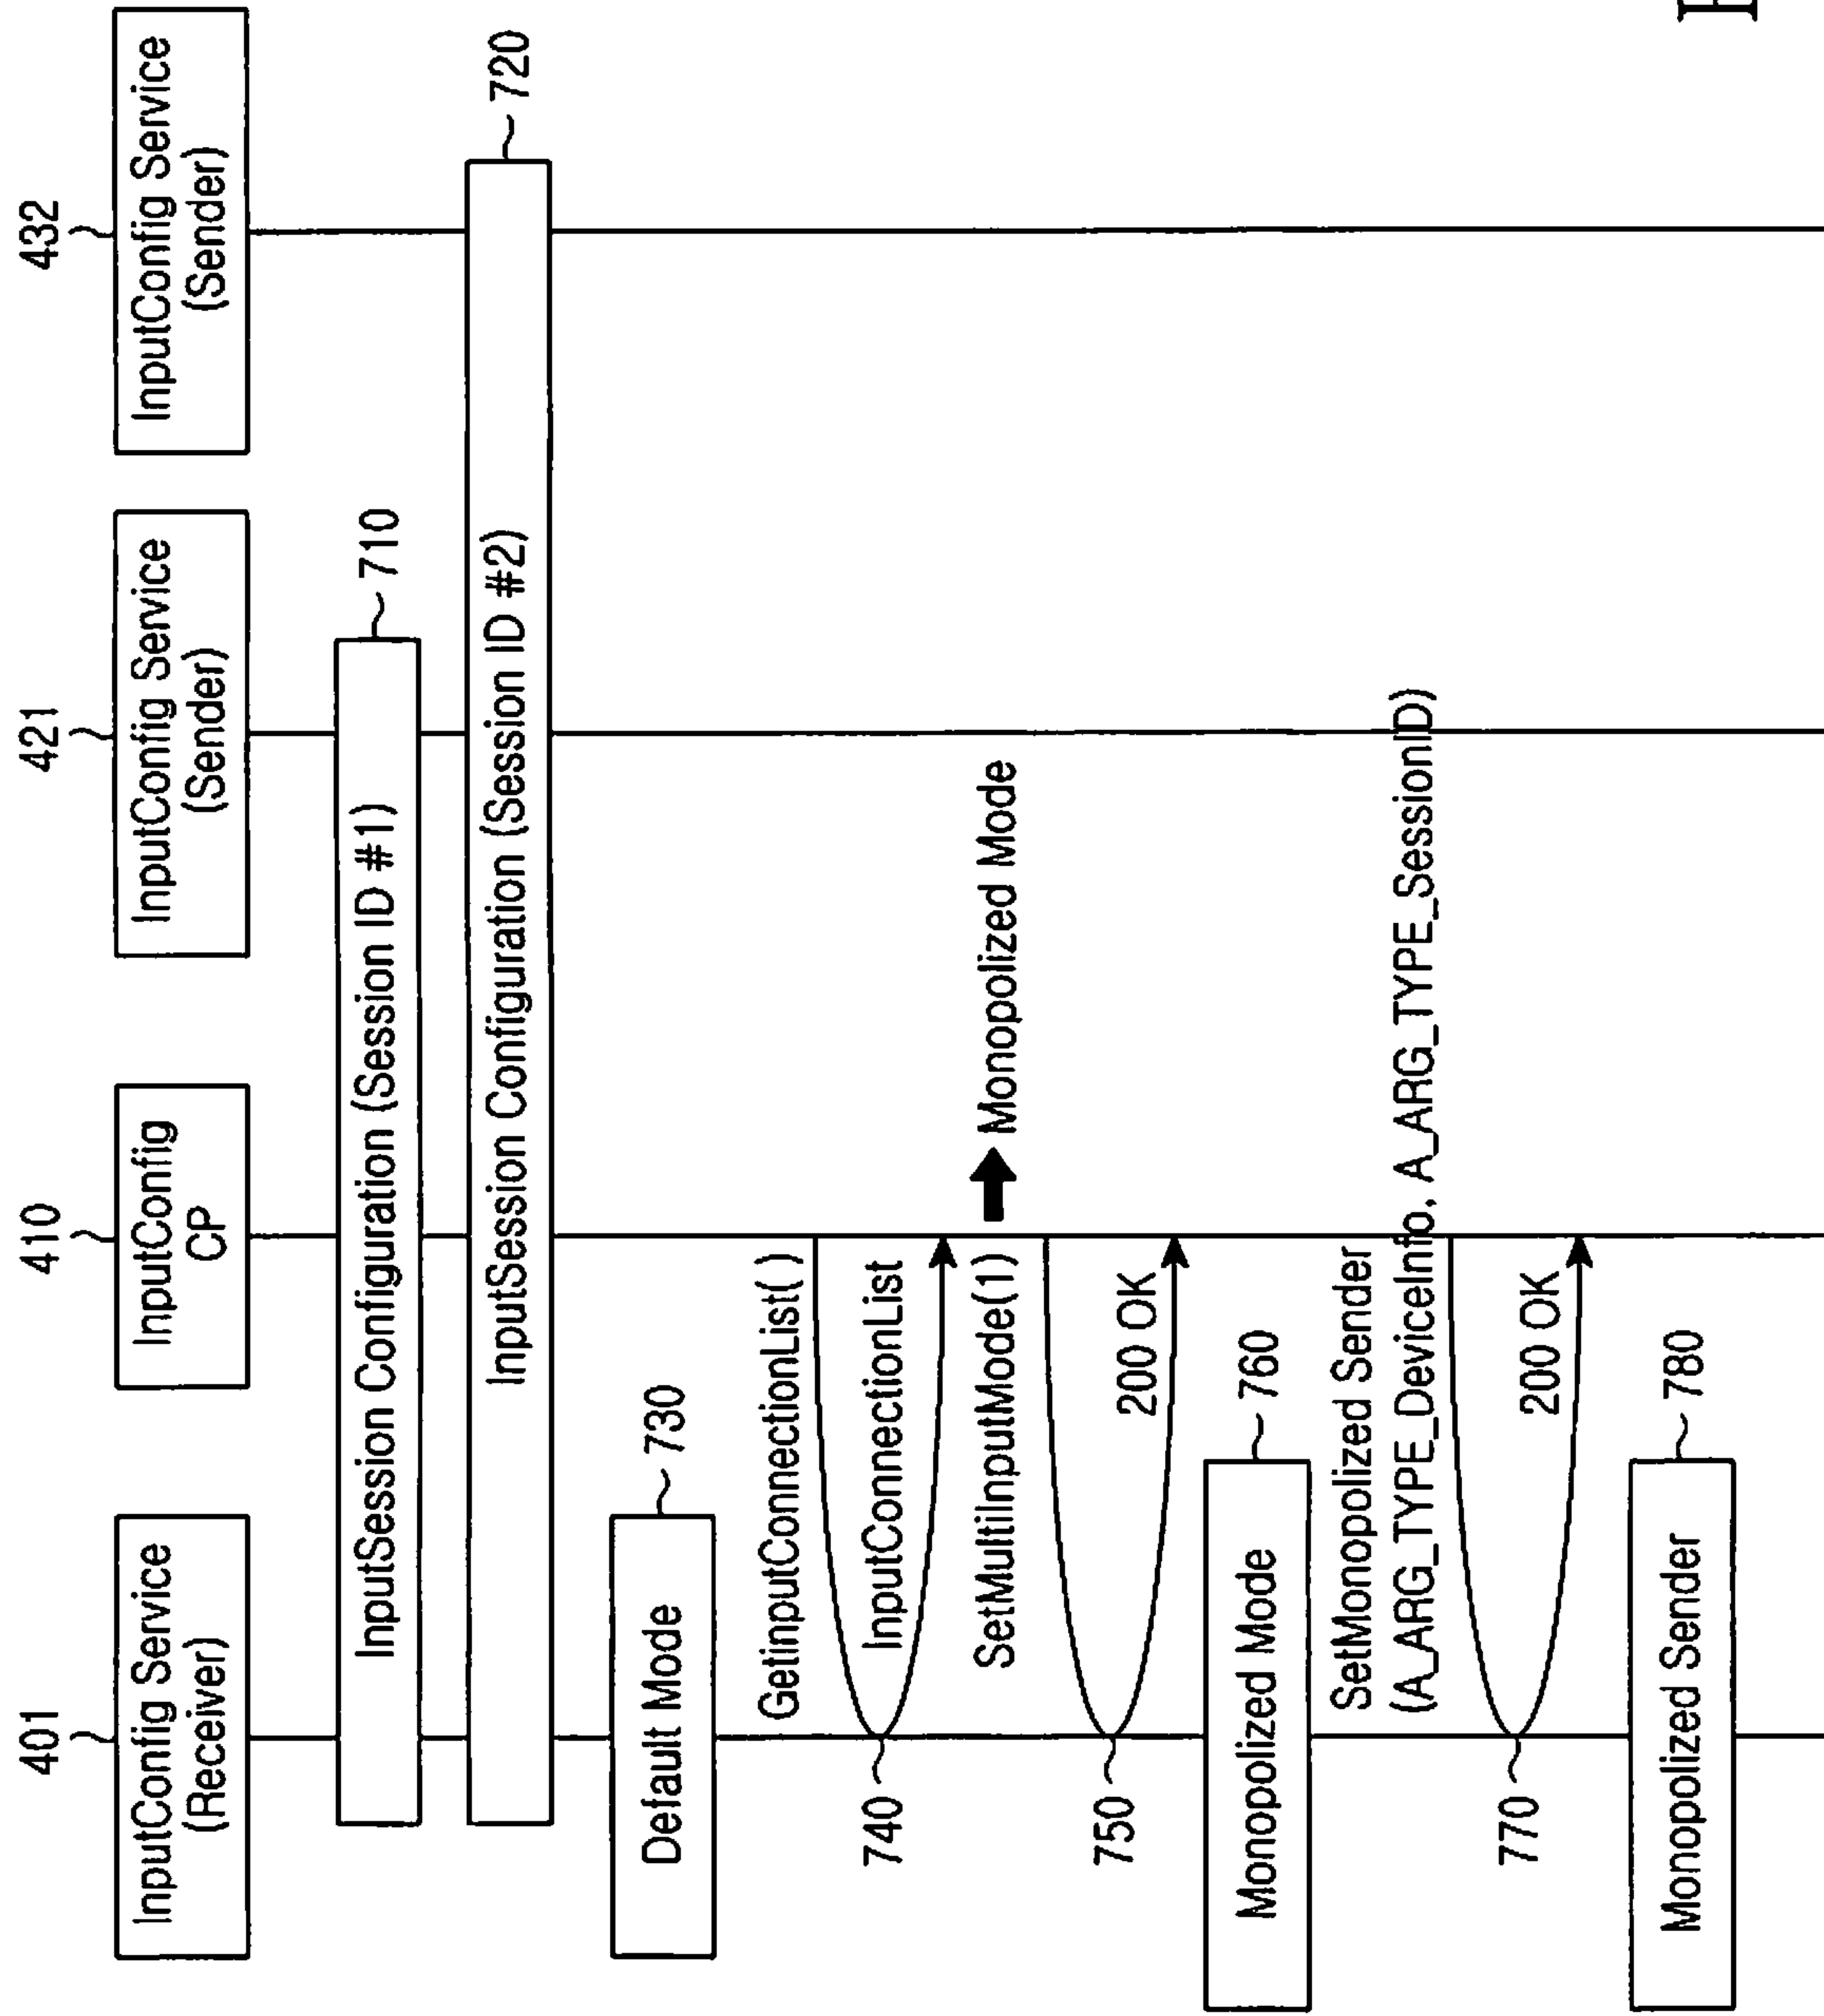 401
410
421
432
InputConfig Service
(Receiver)
InputConfig
CP
InputConfig Service
(Sender)
InputConfig Service
(Sender)
InputSession Configuration (Session ID #1)
710
InputSession Configuration (Session ID #2)
720
Default Mode
730
GetinputConnectionList( )
740
InputConnectionList
Monopolized Mode
SetMultiInputMode(1)
750
200 OK
Monopolized Mode
760
SetMonopolized Sender
(A_ARG_TYPE_DeviceInfo, A_ARG_TYPE_SessionID)
770
200 OK
Monopolized Sender
780